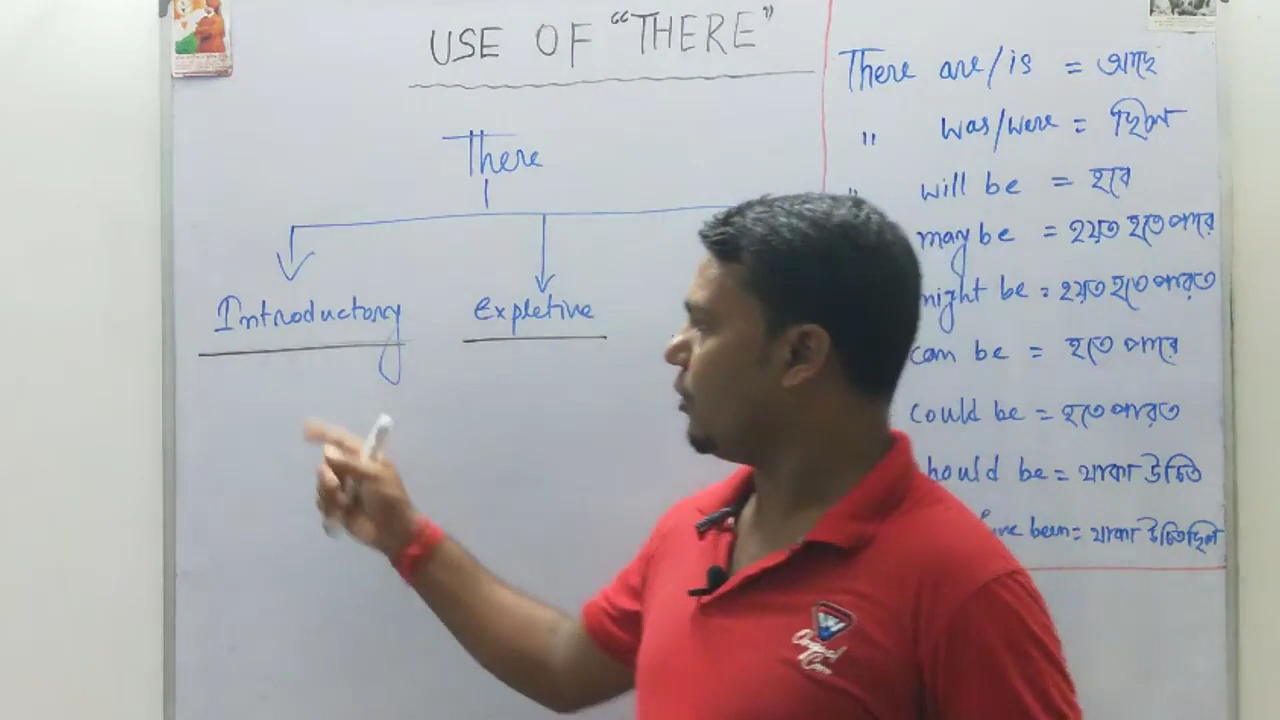 USE OF "THERE"
There
Introductory
Expletive
There are/is = আছে
" was/were = ছিল
" will be = হবে
may be = হয়ত হতে পারে
might be = হয়ত হতে পারত
can be = হতে পারে
could be = হতে পারত
hould be = থাকা উচিত
been = থাকা উচিত ছিল